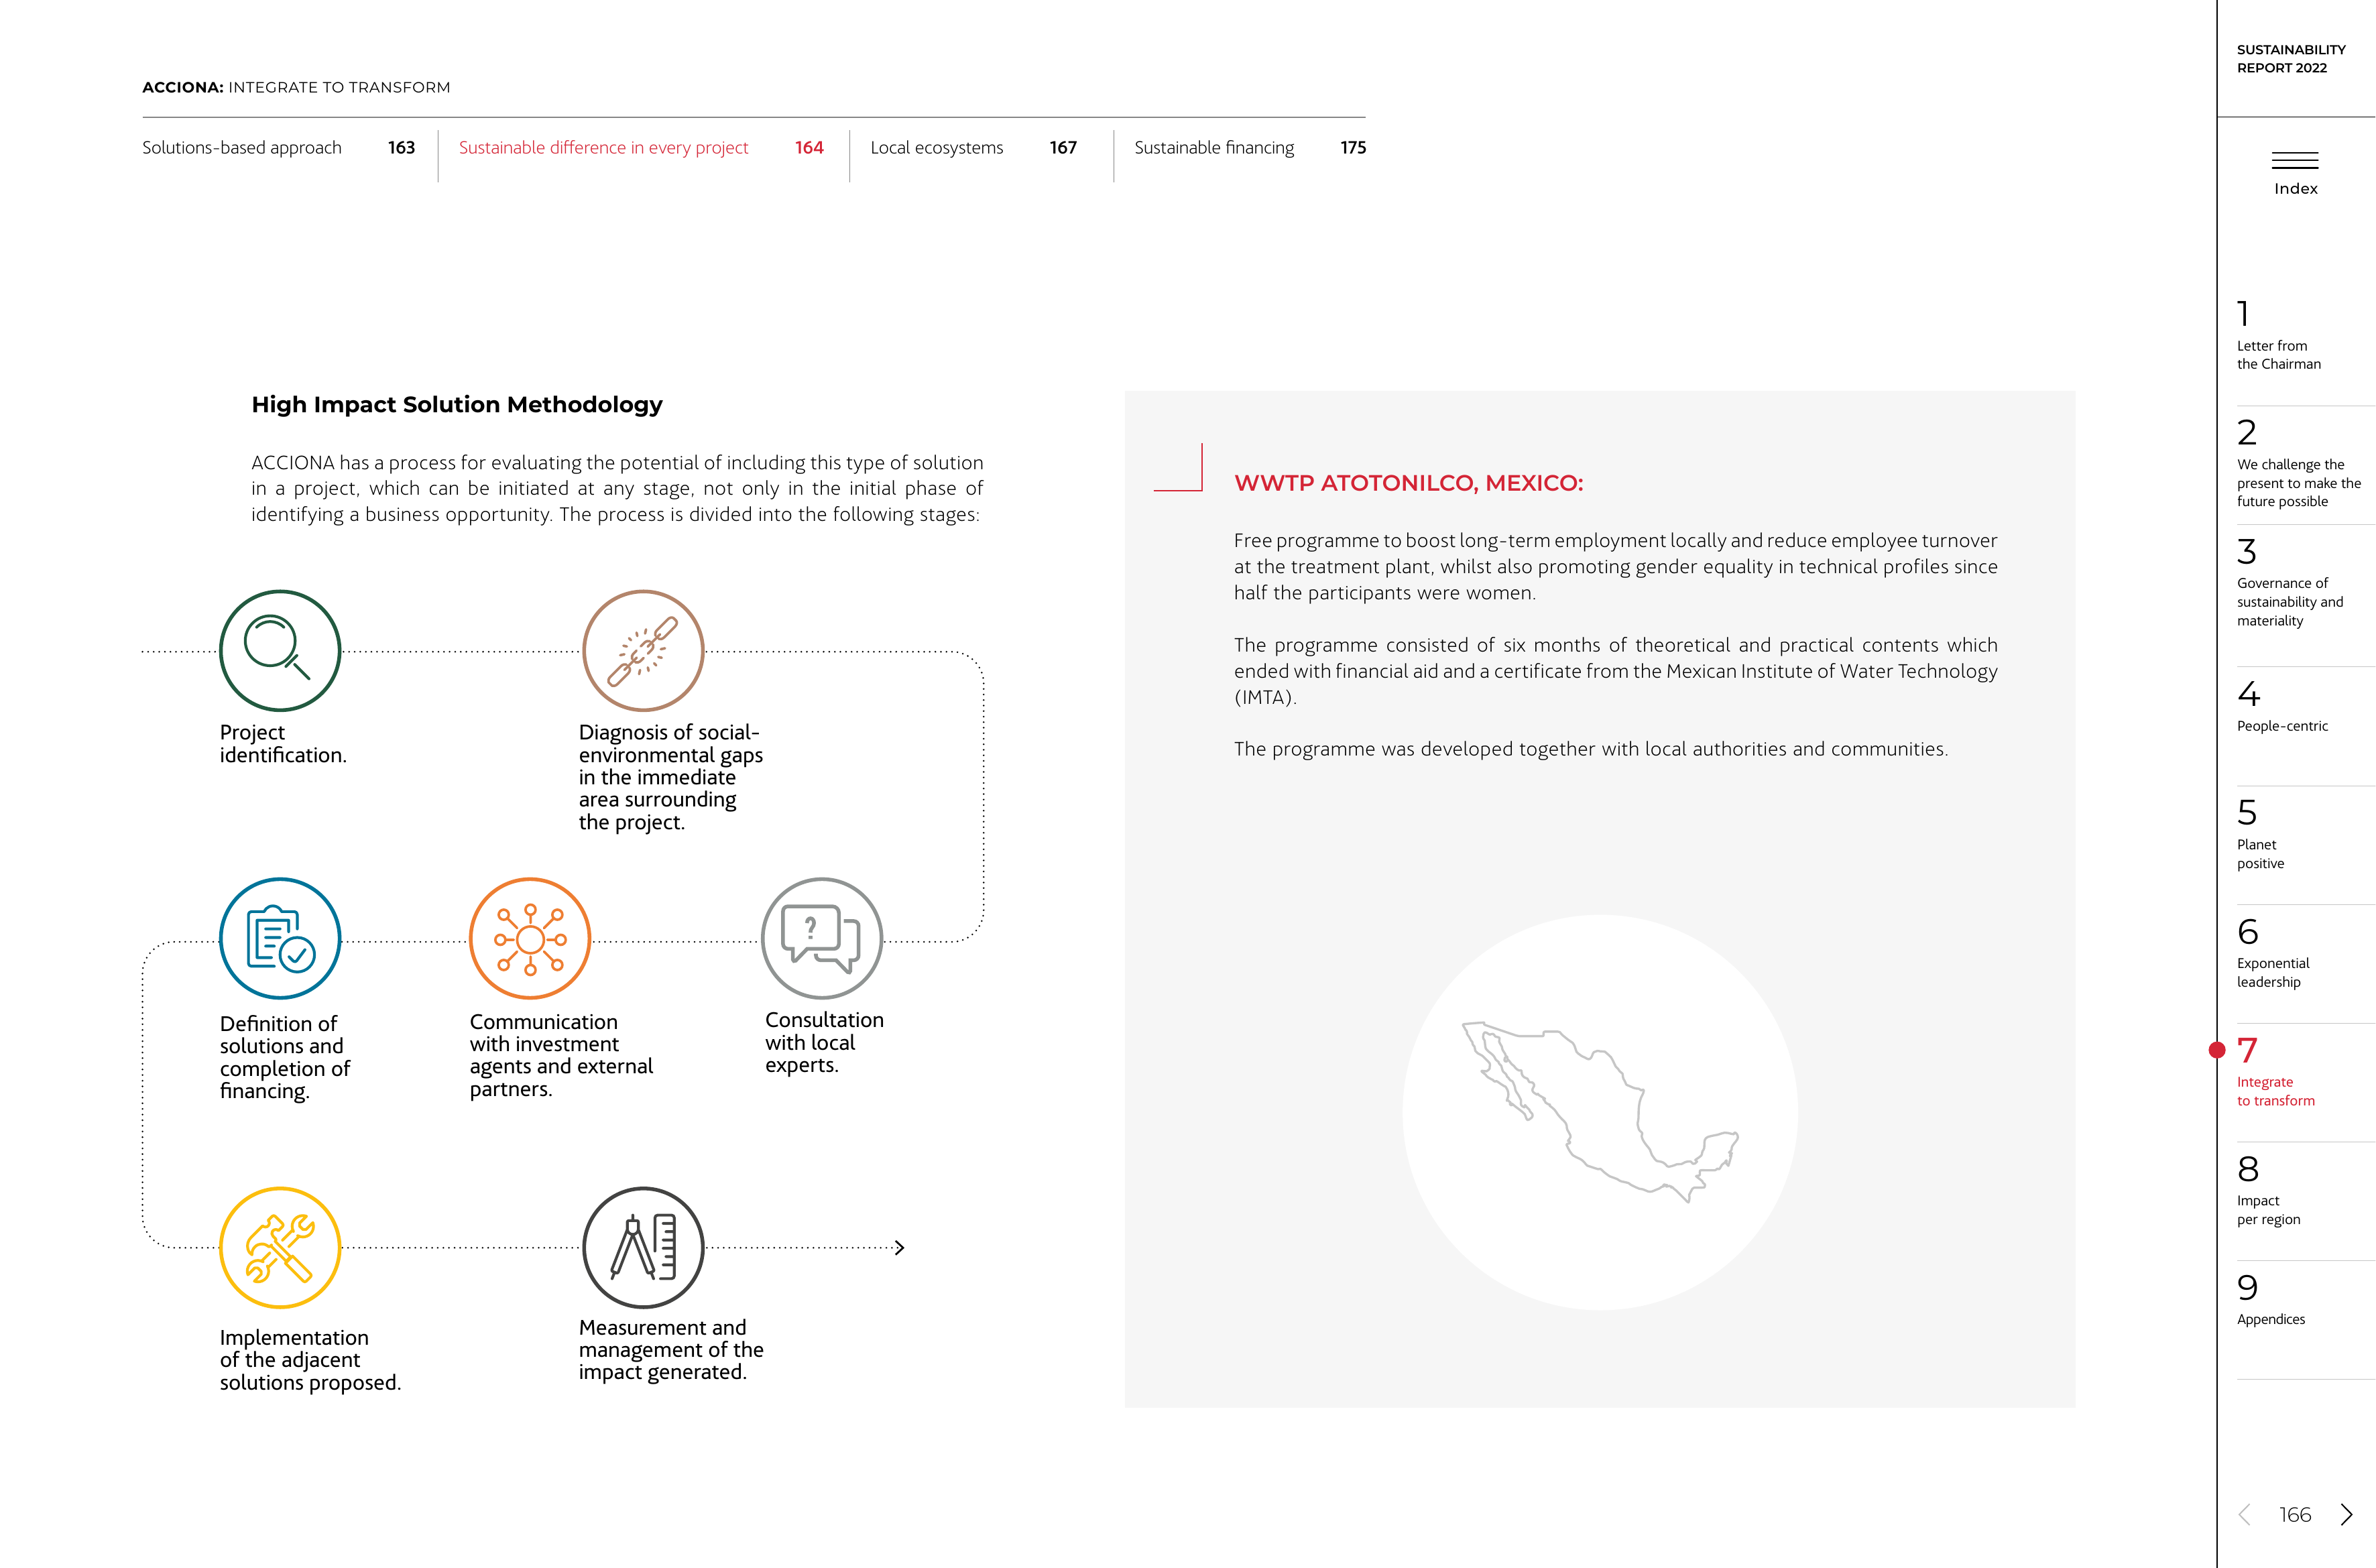 ACCIONA: INTEGRATE TO TRANSFORM
Solutions-based approach 163
Sustainable difference in every project 164
Local ecosystems 167
Sustainable financing 175
High Impact Solution Methodology
ACCIONA has a process for evaluating the potential of including this type of solution
in a project, which can be initiated at any stage, not only in the initial phase of
identifying a business opportunity. The process is divided into the following stages:
Project
identification.
Diagnosis of social-
environmental gaps
in the immediate
area surrounding
the project.
Definition of
solutions and
completion of
financing.
Communication
with investment
agents and external
partners.
?
Consultation
with local
experts.
Implementation
of the adjacent
solutions proposed.
Measurement and
management of the
impact generated.
WWTP ATOTONILCO, MEXICO:
Free programme to boost long-term employment locally and reduce employee turnover
at the treatment plant, whilst also promoting gender equality in technical profiles since
half the participants were women.
The programme consisted of six months of theoretical and practical contents which
ended with financial aid and a certificate from the Mexican Institute of Water Technology
(IMTA).
The programme was developed together with local authorities and communities.
SUSTAINABILITY
REPORT 2022
Index
1
Letter from
the Chairman
2
We challenge the
present to make the
future possible
3
Governance of
sustainability and
materiality
4
People-centric
5
Planet
positive
6
Exponential
leadership
7
Integrate
to transform
8
Impact
per region
9
Appendices
166